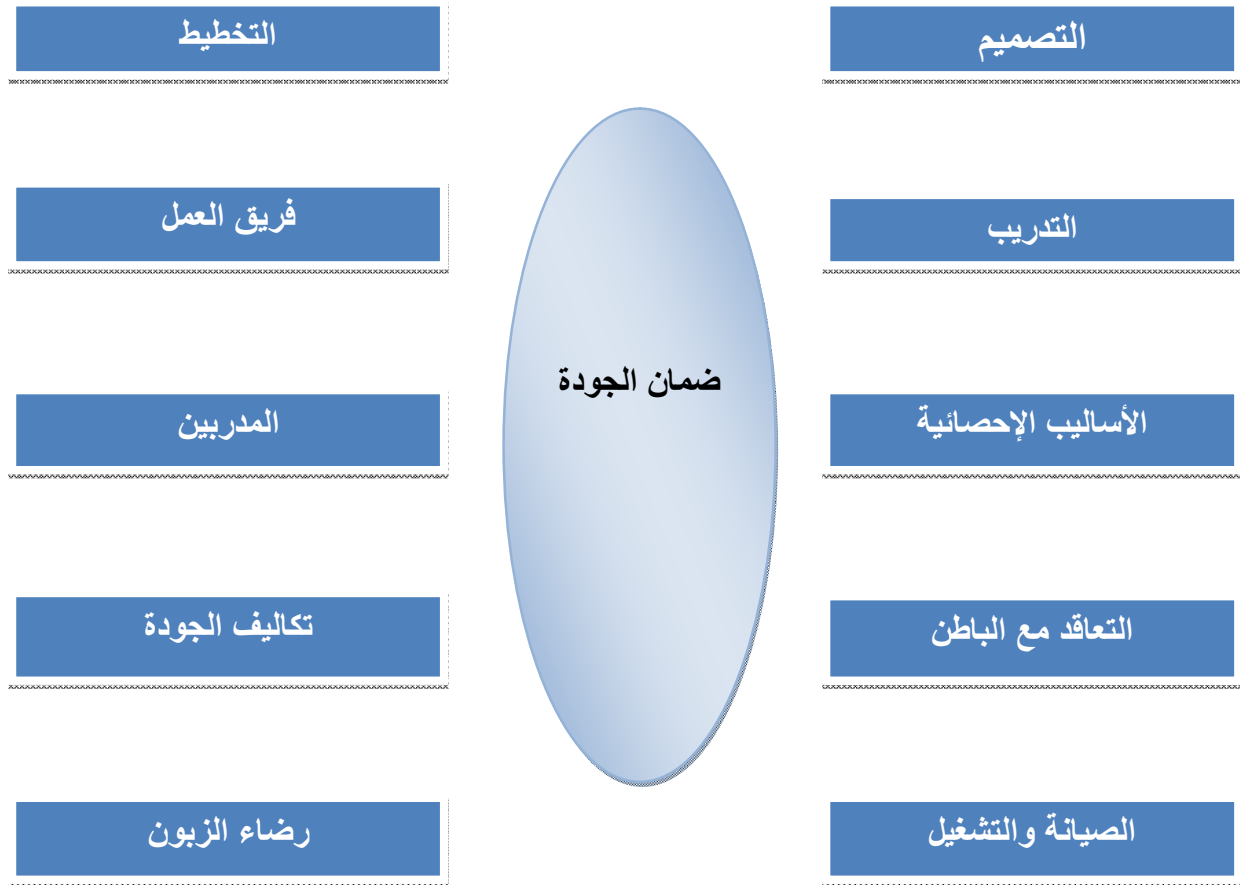 التصميم
التخطيط
التدريب
فريق العمل
ضمان الجودة
الأساليب الإحصائية
المدربين
التعاقد مع الباطن
تكاليف الجودة
الصيانة والتشغيل
رضاء الزبون